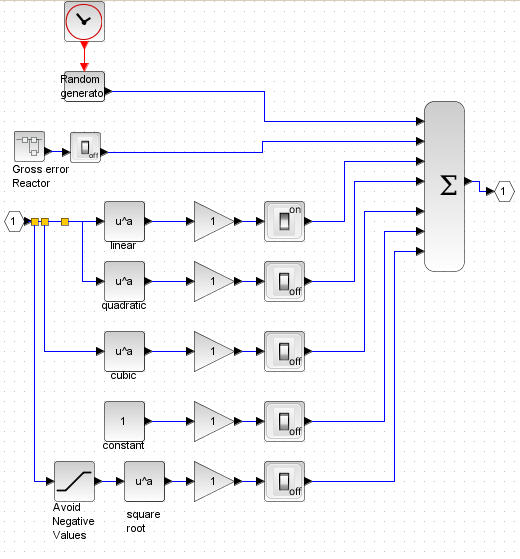 Random
generato
off
Gross error
Reactor
Σ
1
1
u^a
1
on
linear
u^a
1
off
quadratic
u^a
1
off
cubic
1
1
off
constant
u^a
1
off
Avoid
Negative
Values
square
root